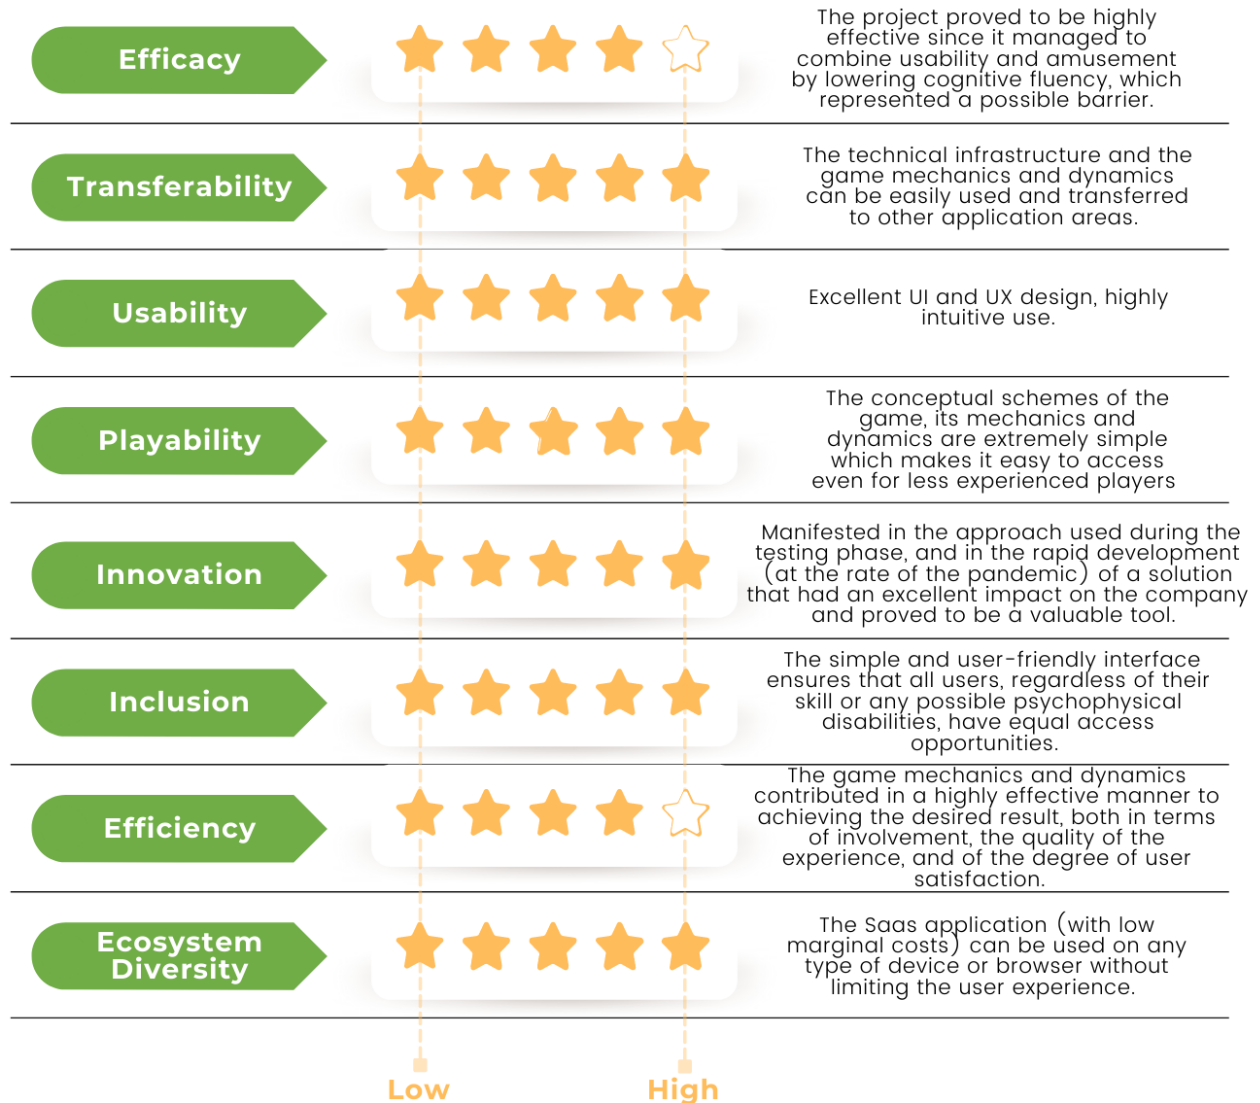 Efficacy
The project proved to be highly
effective since it managed to
combine usability and amusement
by lowering cognitive fluency, which
represented a possible barrier.
Transferability
The technical infrastructure and the
game mechanics and dynamics
can be easily used and transferred
to other application areas.
Usability
Excellent UI and UX design, highly
intuitive use.
Playability
The conceptual schemes of the
game, its mechanics and
dynamics are extremely simple
which makes it easy to access
even for less experienced players
Innovation
Manifested in the approach used during the
testing phase, and in the rapid development
(at the rate of the pandemic) of a solution
that had an excellent impact on the company
and proved to be a valuable tool.
Inclusion
The simple and user-friendly interface
ensures that all users, regardless of their
skill or any possible psychophysical
disabilities, have equal access
opportunities.
Efficiency
The game mechanics and dynamics
contributed in a highly effective manner to
achieving the desired result, both in terms
of involvement, the quality of the
experience, and of the degree of user
satisfaction.
Ecosystem
Diversity
The Saas application (with low
marginal costs) can be used on any
type of device or browser without
limiting the user experience.
Low
High